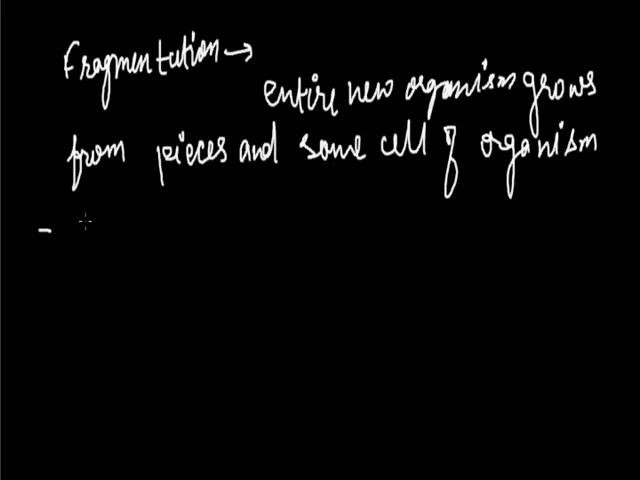 Fragmentation →
entire new organism grows
from pieces and some cell of organism
-